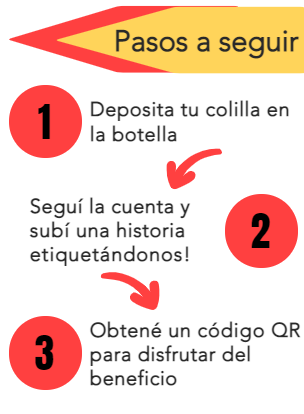 Pasos a seguir
1
Deposita tu colilla en
la botella
Seguí la cuenta y
subí una historia
etiquetándonos!
2
3
Obtené un código QR
para disfrutar del
beneficio